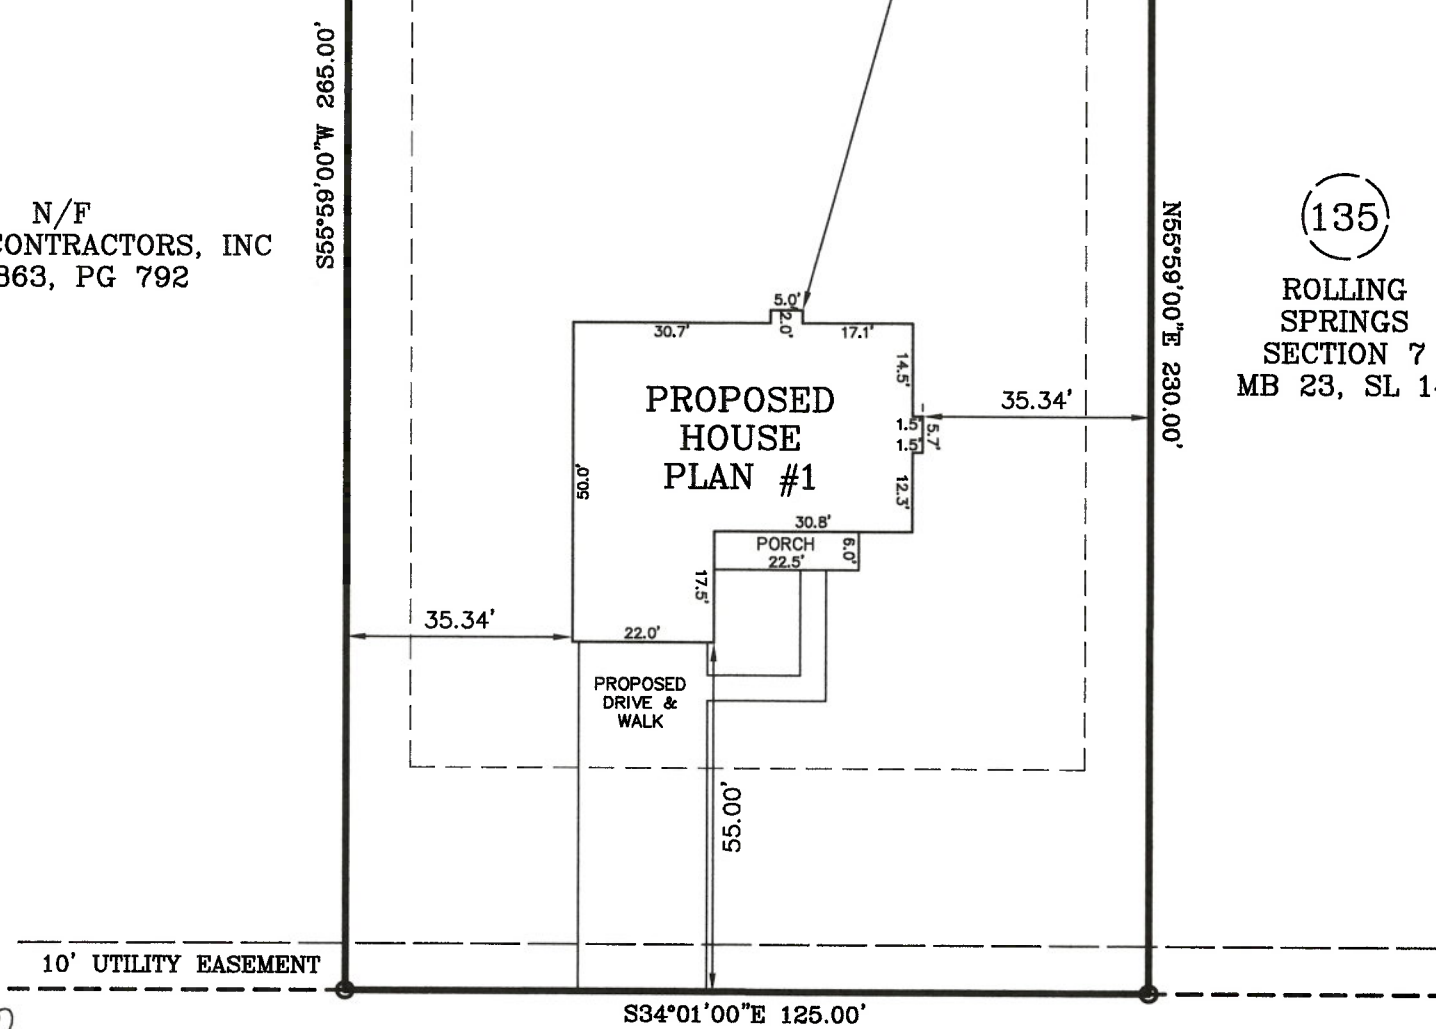 S55°59'00"W 265.00'
N/F
CONTRACTORS, INC
863, PG 792
135
ROLLING
SPRINGS
SECTION 7
MB 23, SL
N55°59'00"E 230.00'
5.0'
2.0'
30.7'
17.1'
14.5'
PROPOSED
HOUSE
PLAN #1
35.34'
1.5'
5.7'
1.5'
50.0'
12.3'
30.8'
PORCH
6.0'
22.5'
17.5'
35.34'
22.0'
PROPOSED
DRIVE &
WALK
55.00'
10' UTILITY EASEMENT
S34°01'00"E 125.00'